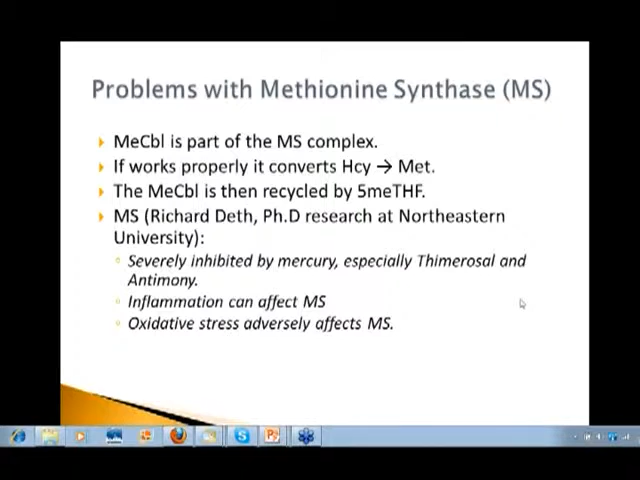 Problems with Methionine Synthase (MS)
MeCbl is part of the MS complex.
If works properly it converts Hcy → Met.
The MeCbl is then recycled by 5meTHF.
MS (Richard Deth, Ph.D research at Northeastern
University):
Severely inhibited by mercury, especially Thimerosal and
Antimony.
Inflammation can affect MS
Oxidative stress adversely affects MS.